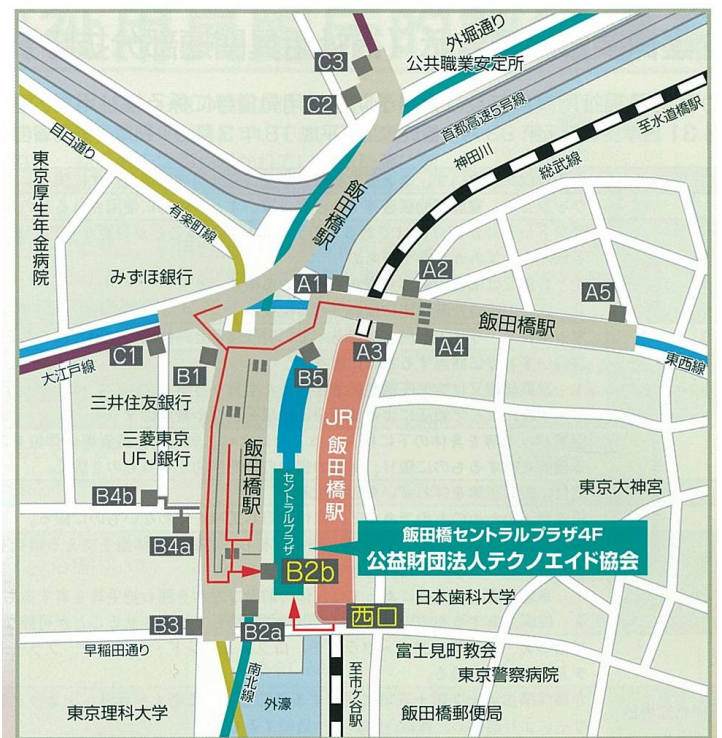 外堀通り
公共職業安定所
C3
C2
首都高速5号線
至水道橋駅
神田川
総武線
目白通り
有楽町線
東京厚生年金病院
飯田橋駅
みずほ銀行
A1
A2
A5
飯田橋駅
C1
B1
B5
A3
A4
東西線
大江戸線
三井住友銀行
三菱東京
UFJ銀行
飯田橋駅
JR
飯田橋駅
B4b
B4a
セントラルプラザ
東京大神宮
飯田橋セントラルプラザ4F
公益財団法人テクノエイド協会
B2b
日本歯科大学
西口
B3
B2a
早稲田通り
富士見町教会
東京警察病院
南北線
外濠
至市ヶ谷駅
東京理科大学
飯田橋郵便局